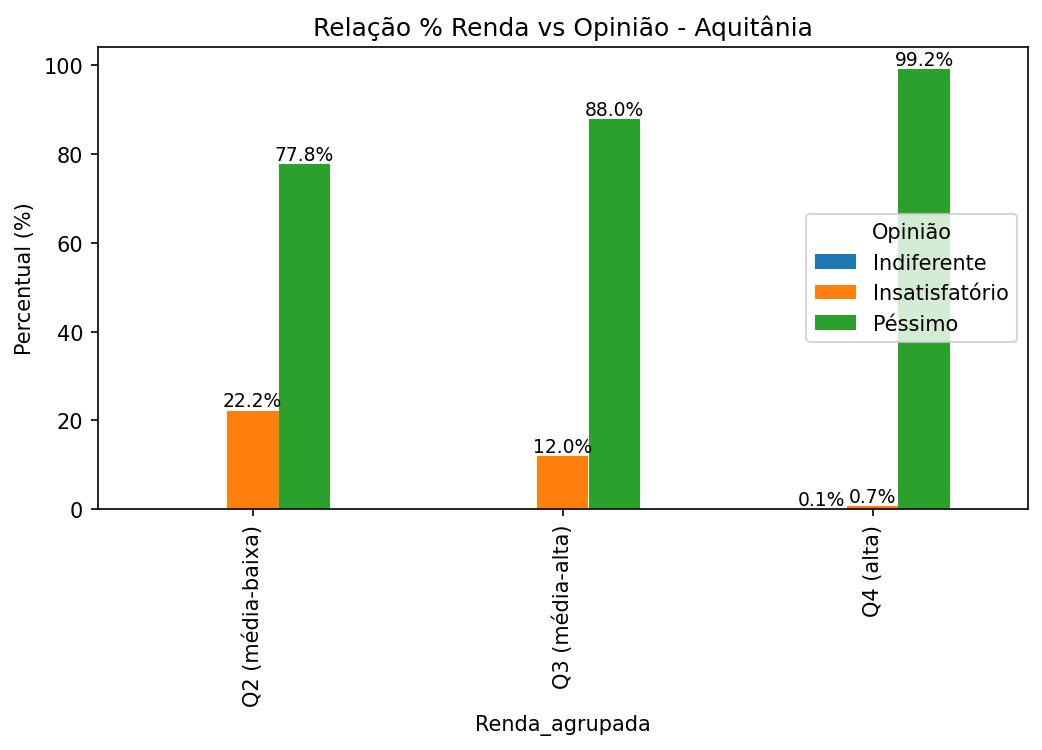 Relação % Renda vs Opinião - Aquitânia
Percentual (%)
100
80
60
40
20
0
22.2%
77.8%
12.0%
88.0%
0.1%
0.7%
99.2%
Opinião
Indiferente
Insatisfatório
Péssimo
Q2 (média-baixa)
Q3 (média-alta)
Q4 (alta)
Renda_agrupada